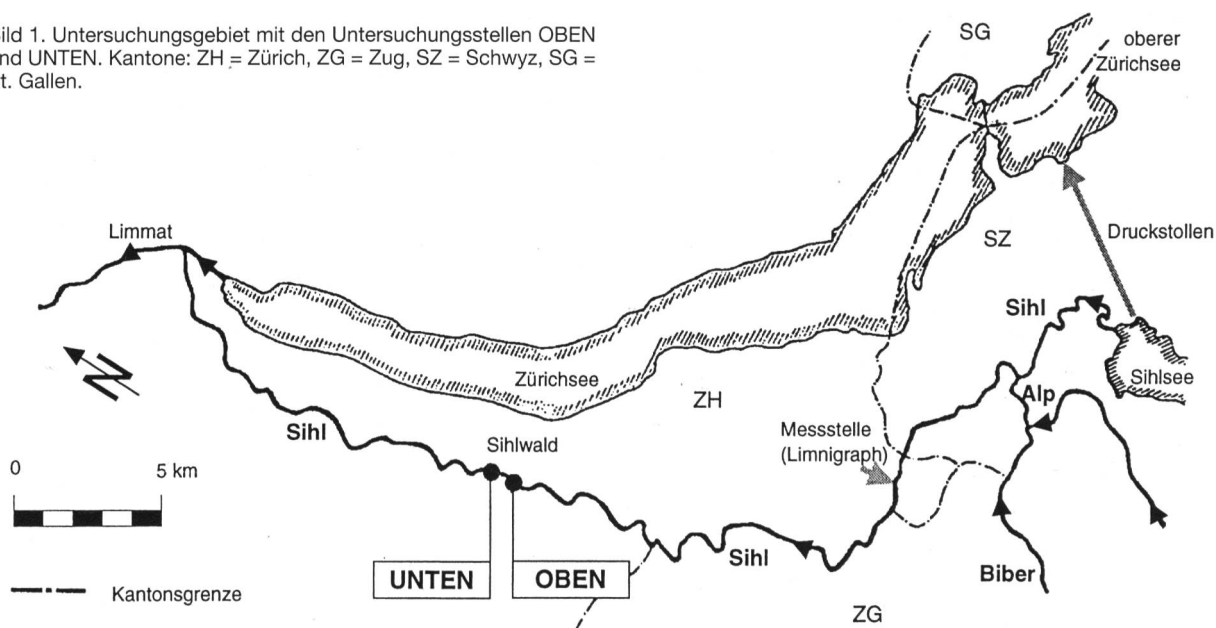 ild 1. Untersuchungsgebiet mit den Untersuchungsstellen OBEN
nd UNTEN. Kantone: ZH = Zürich, ZG = Zug, SZ = Schwyz, SG =
t. Gallen.
SG
oberer
Zürichsee
Limmat
SZ
Druckstollen
N
Sihl
Zürichsee
Sihlsee
ZH
Alp
Sihl
Sihlwald
Messstelle
(Limnigraph)
0 5 km
UNTEN
OBEN
Sihl
Biber
Kantonsgrenze
ZG